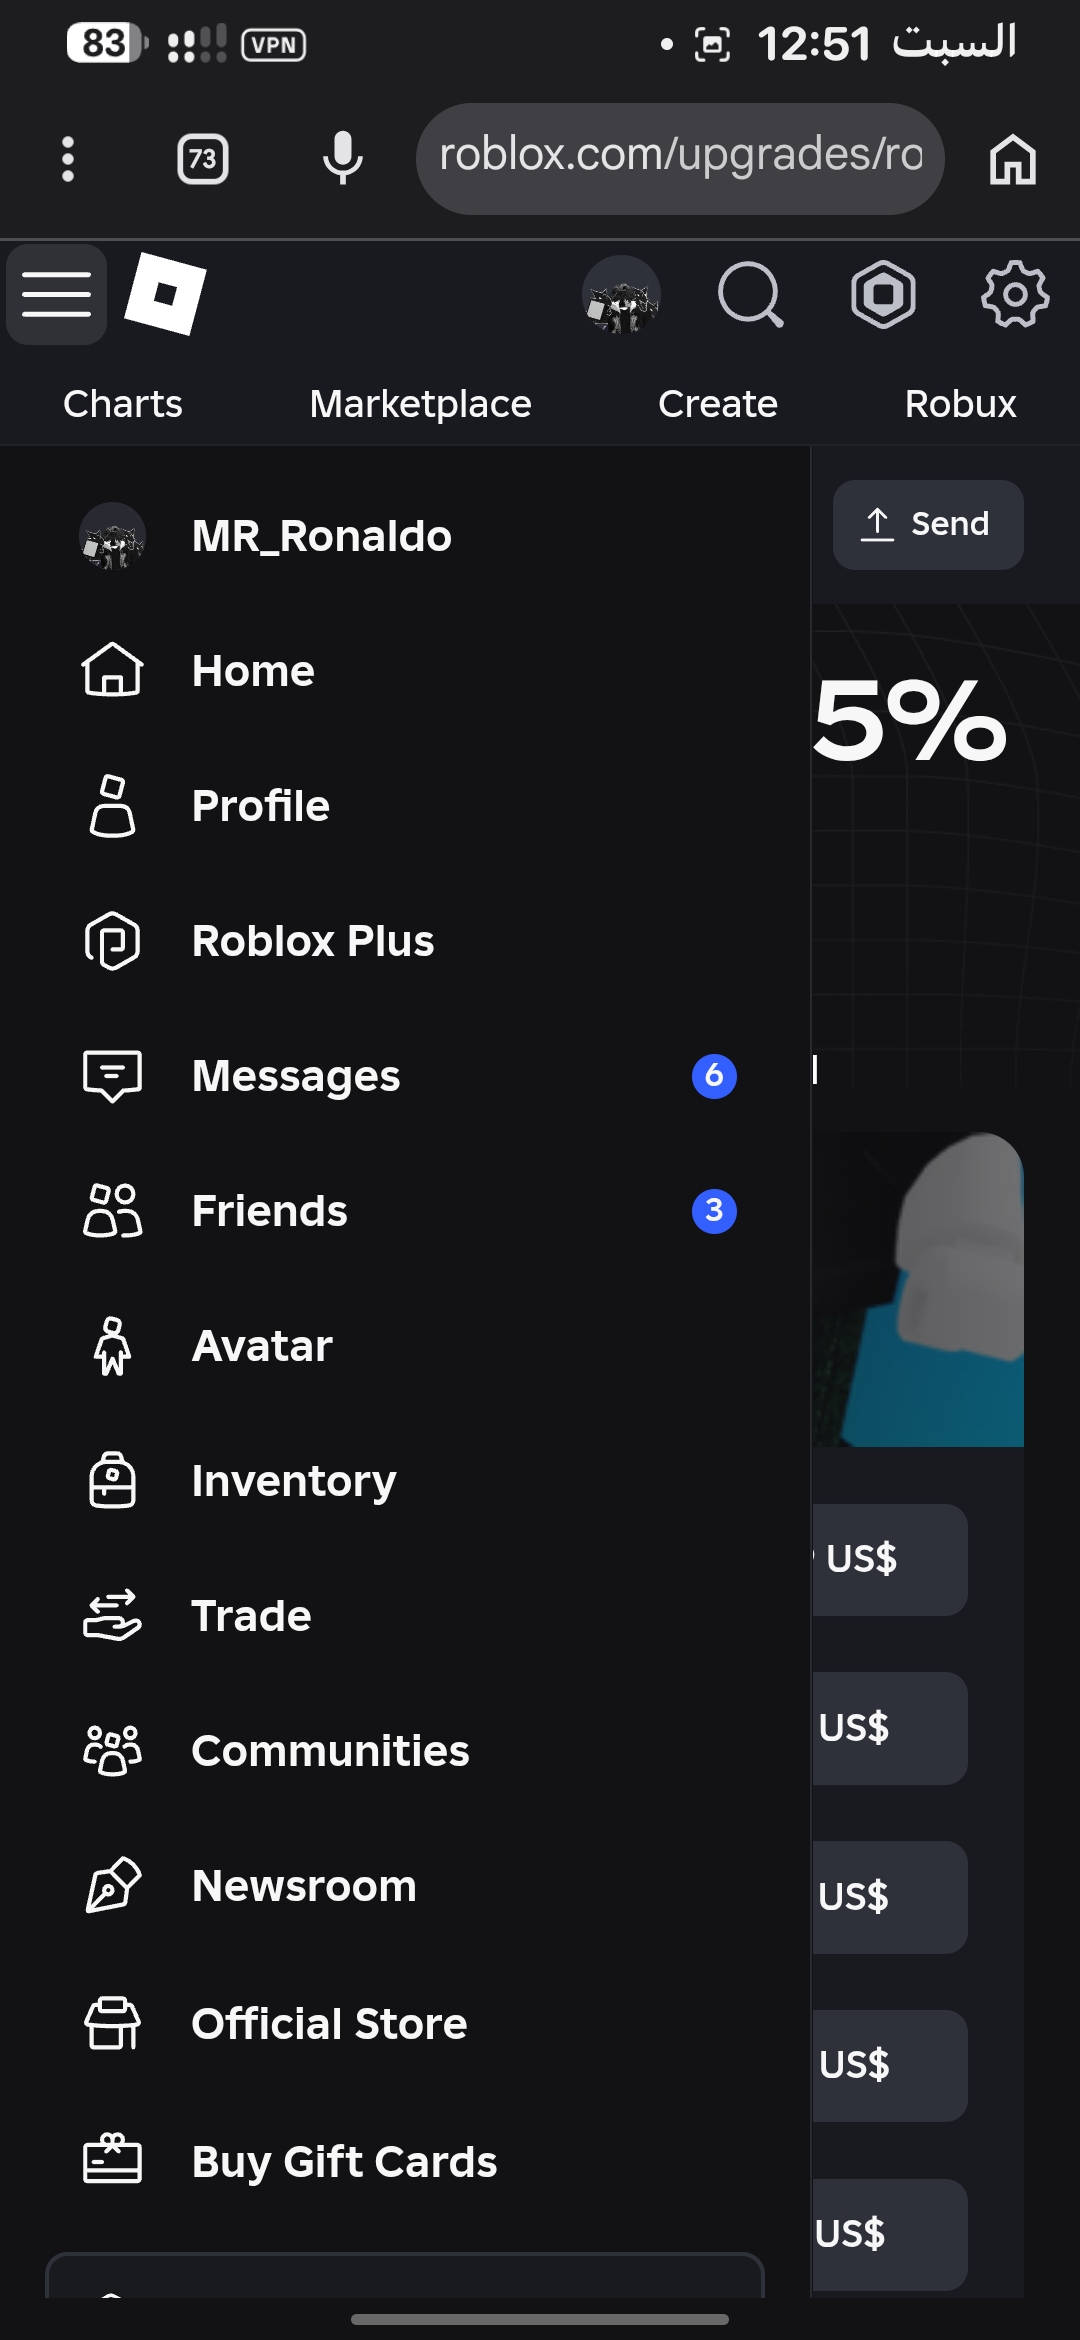 83
VPN
12:51 السبت
73
roblox.com/upgrades/ro
Charts
Marketplace
Create
Robux
MR_Ronaldo
Send
Home
5%
Profile
Roblox Plus
Messages
6
Friends
3
Avatar
Inventory
US$
Trade
US$
Communities
Newsroom
US$
Official Store
US$
Buy Gift Cards
US$